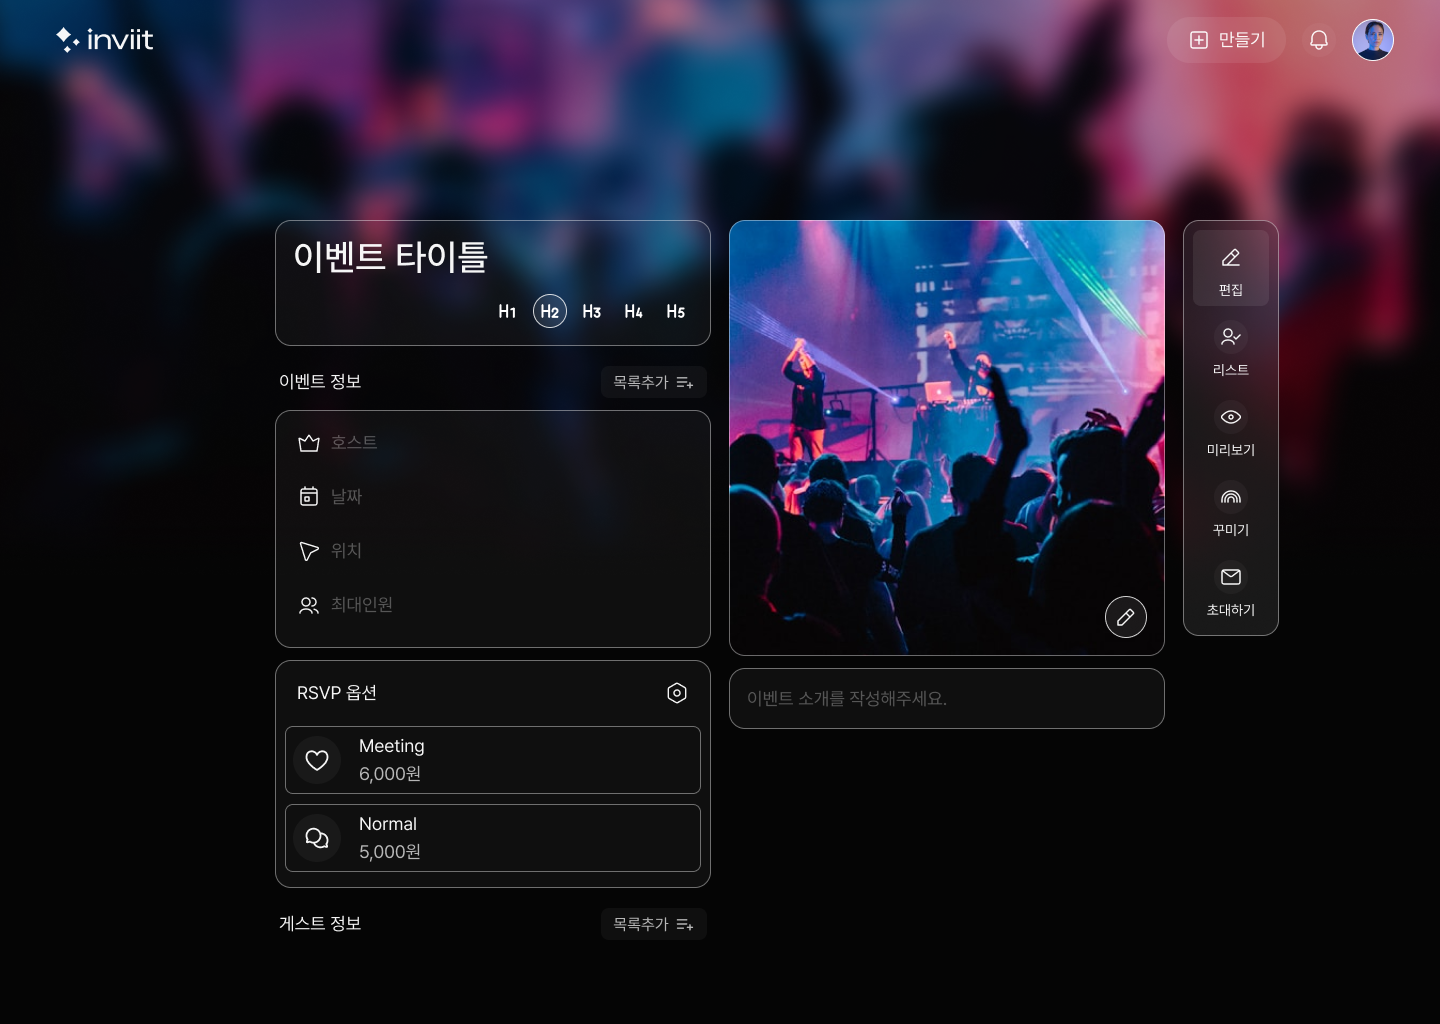 inviit
만들기
이벤트 타이틀
H1 H2 H3 H4 H5
이벤트 정보
목록추가
호스트
날짜
위치
최대인원
RSVP 옵션
Meeting
6,000원
Normal
5,000원
게스트 정보
목록추가
이벤트 소개를 작성해주세요.
편집
리스트
미리보기
꾸미기
초대하기